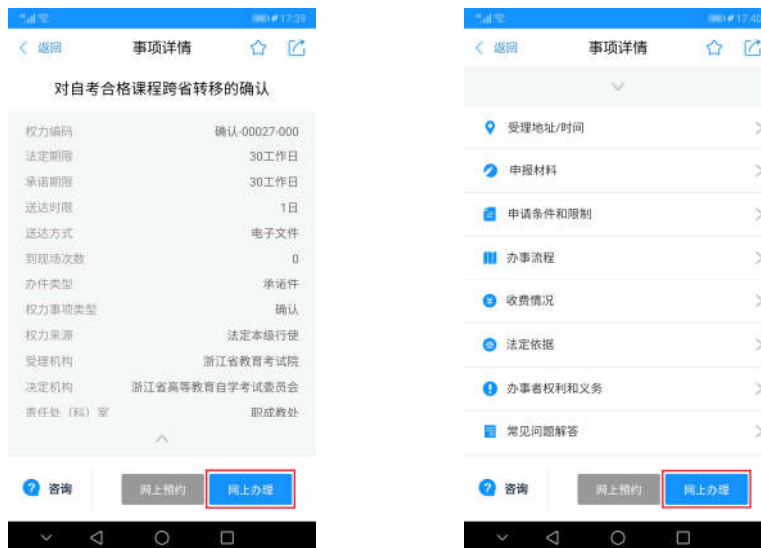 17:39
返回 事项详情
对自考合格课程跨省转移的确认
权力编码 确认-00027-000
法定期限 30工作日
承诺期限 30工作日
送达时限 1日
送达方式 电子文件
到现场次数 0
办件类型 承诺件
权力事项类型 确认
权力来源 法定本级行使
受理机构 浙江省教育考试院
决定机构 浙江省高等教育自学考试委员会
责任处（科）室 职成教处
咨询 网上预约 网上办理
17:40
返回 事项详情
受理地址/时间
申报材料
申请条件和限制
办事流程
收费情况
法定依据
办事者权利和义务
常见问题解答
咨询 网上预约 网上办理